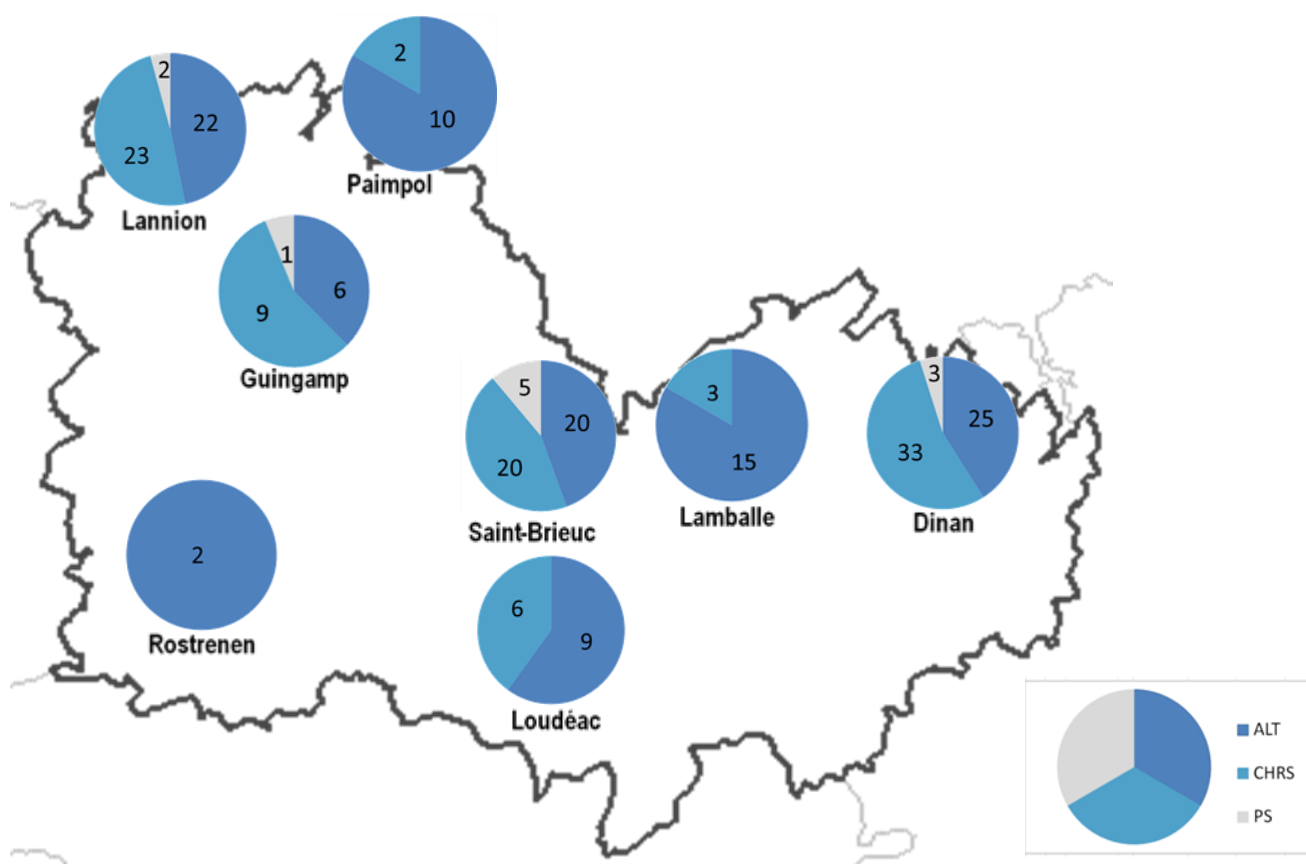 2
22
23
Lannion
2
10
Paimpol
1
6
9
Guingamp
5
20
20
Saint-Brieuc
3
15
Lamballe
3
25
33
Dinan
2
Rostrenen
6
9
Loudéac
ALT
CHRS
PS